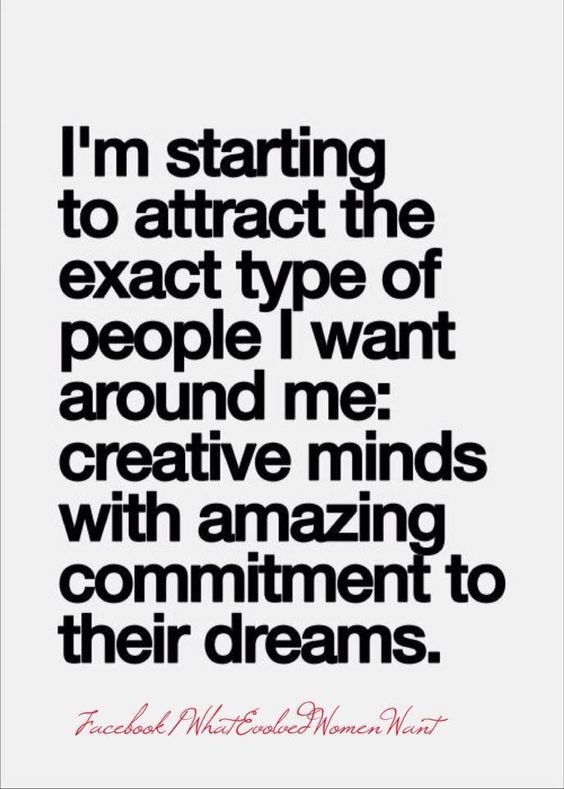 I'm starting
to attract the
exact type of
people I want
around me:
creative minds
with amazing
commitment to
their dreams.
Facebook/WhatEvolvedWomenWant